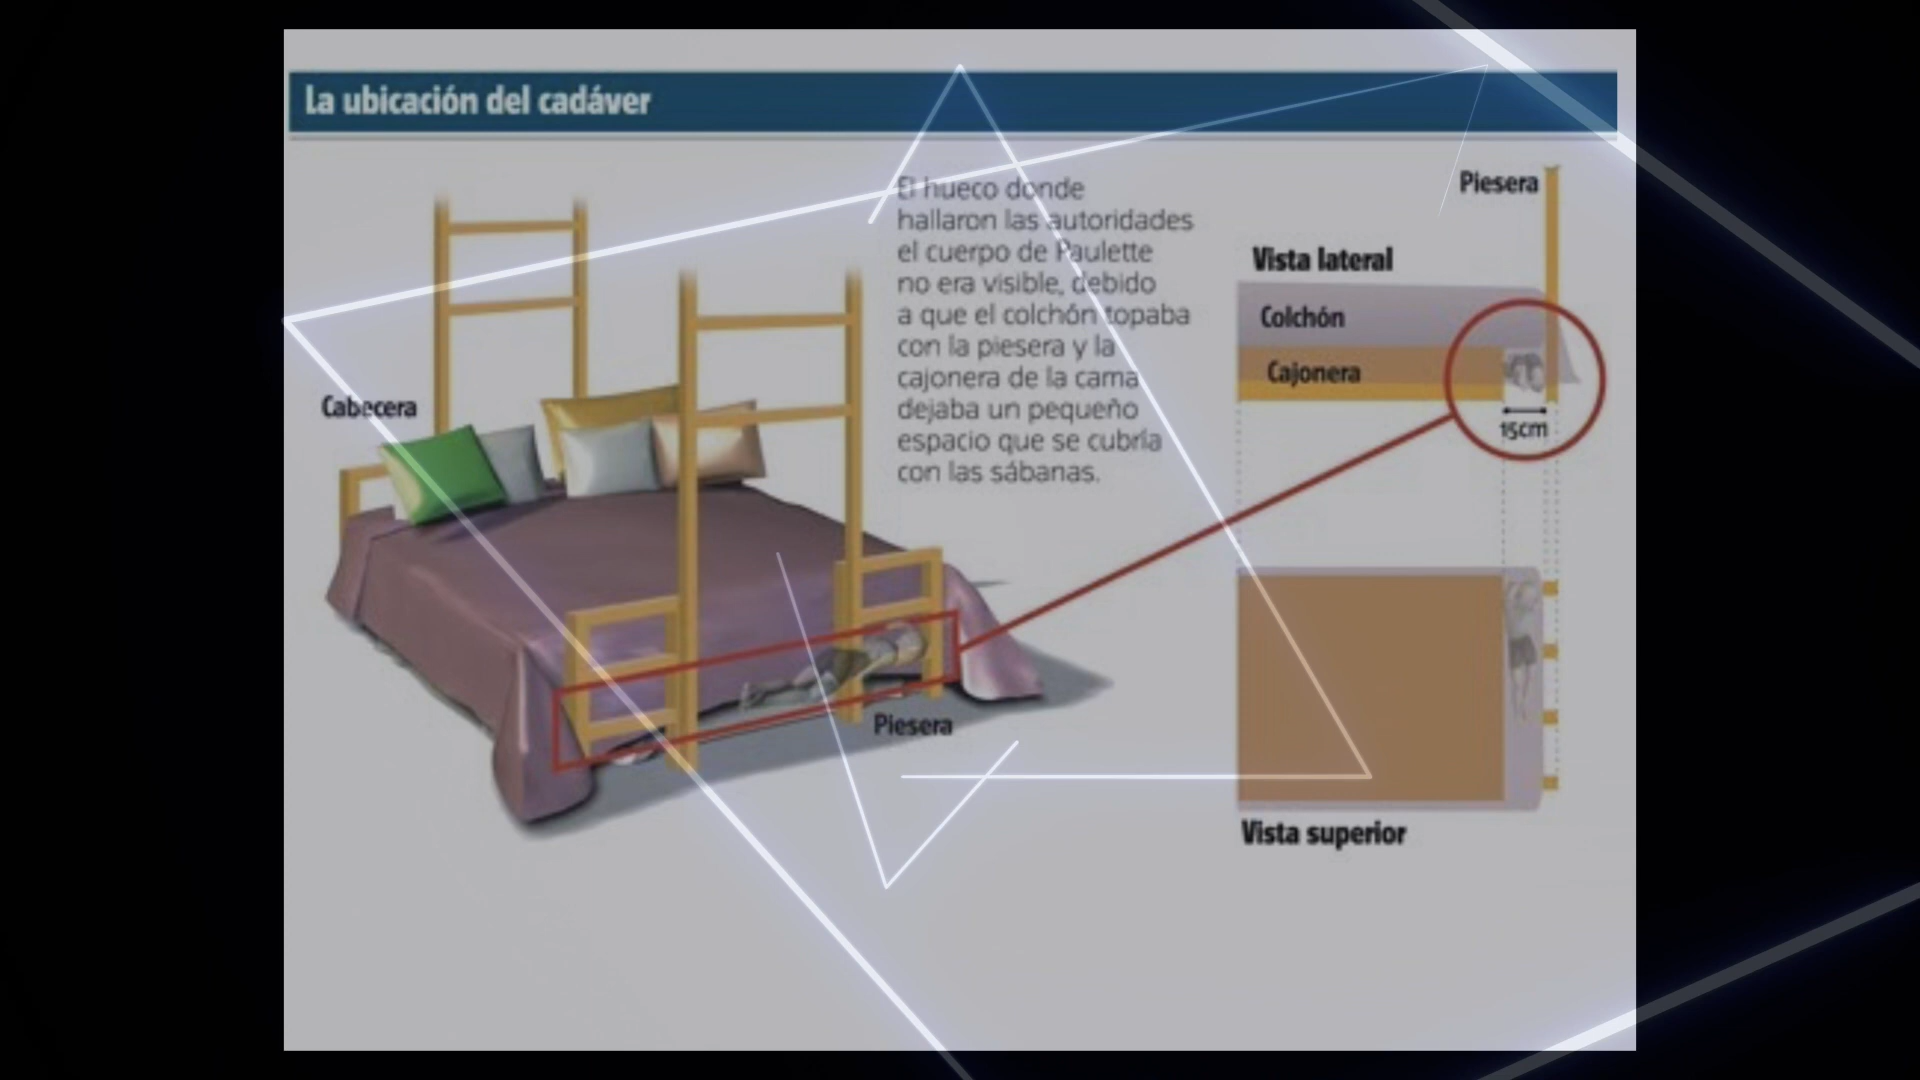 La ubicación del cadáver
El hueco donde
hallaron las autoridades
el cuerpo de Paulette
no era visible, debido
a que el colchón topaba
con la piesera y la
cajonera de la cama
dejaba un pequeño
espacio que se cubría
con las sábanas.
Cabecera
Piesera
Piesera
Vista lateral
Colchón
Cajonera
15cm
Vista superior